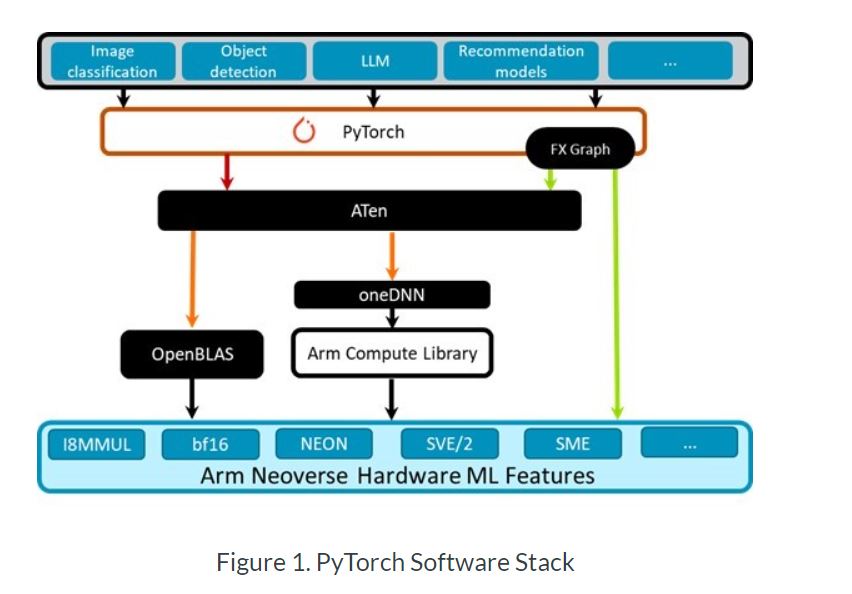 Image
classification
Object
detection
LLM
Recommendation
models
...
PyTorch
FX Graph
ATen
oneDNN
OpenBLAS
Arm Compute Library
I8MMUL
bf16
NEON
SVE/2
SME
...
Arm Neoverse Hardware ML Features
Figure 1. PyTorch Software Stack